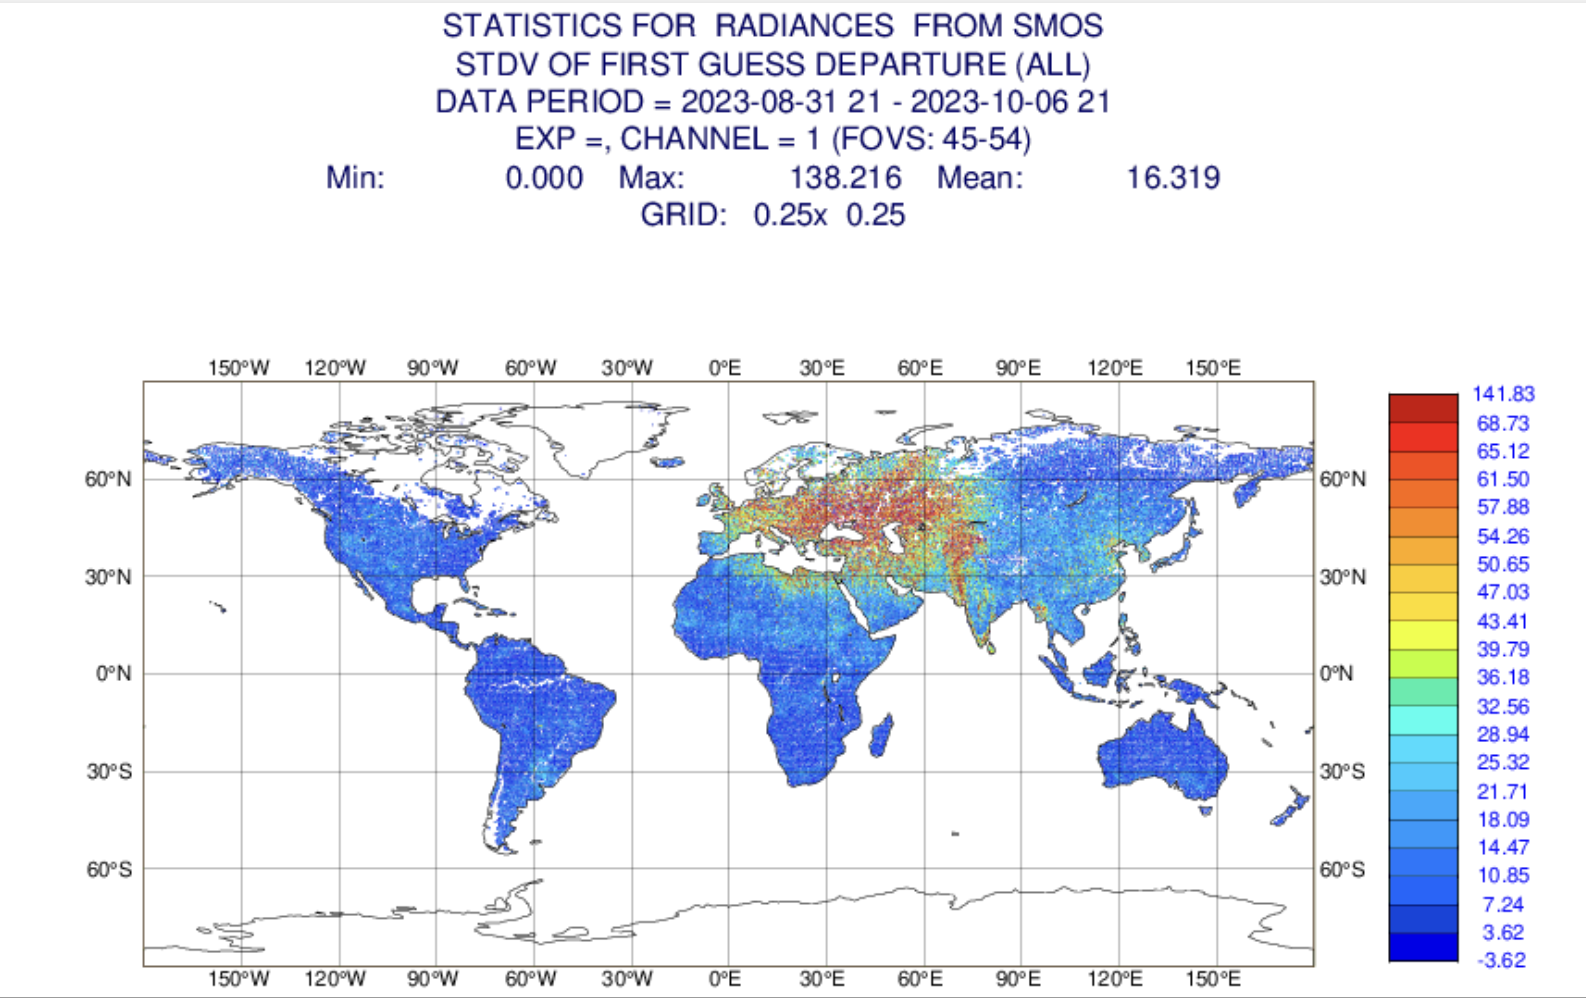 STATISTICS FOR RADIANCES FROM SMOS
STDV OF FIRST GUESS DEPARTURE (ALL)
DATA PERIOD = 2023-08-31 21 - 2023-10-06 21
EXP =, CHANNEL = 1 (FOVS: 45-54)
Min: 0.000 Max: 138.216 Mean: 16.319
GRID: 0.25x 0.25
150°W 120°W 90°W 60°W 30°W 0°E 30°E 60°E 90°E 120°E 150°E
60°N 60°N
30°N 30°N
0°N 0°N
30°S 30°S
60°S 60°S
150°W 120°W 90°W 60°W 30°W 0°E 30°E 60°E 90°E 120°E 150°E
141.83
68.73
65.12
61.50
57.88
54.26
50.65
47.03
43.41
39.79
36.18
32.56
28.94
25.32
21.71
18.09
14.47
10.85
7.24
3.62
-3.62